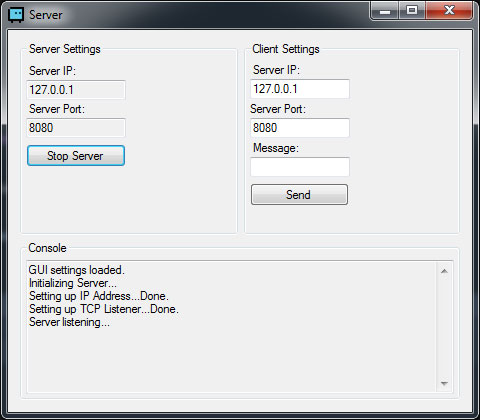 Server
Server Settings
Server IP:
127.0.0.1
Server Port:
8080
Stop Server
Client Settings
Server IP:
127.0.0.1
Server Port:
8080
Message:
Send
Console
GUI settings loaded.
Initializing Server...
Setting up IP Address...Done.
Setting up TCP Listener...Done.
Server listening...